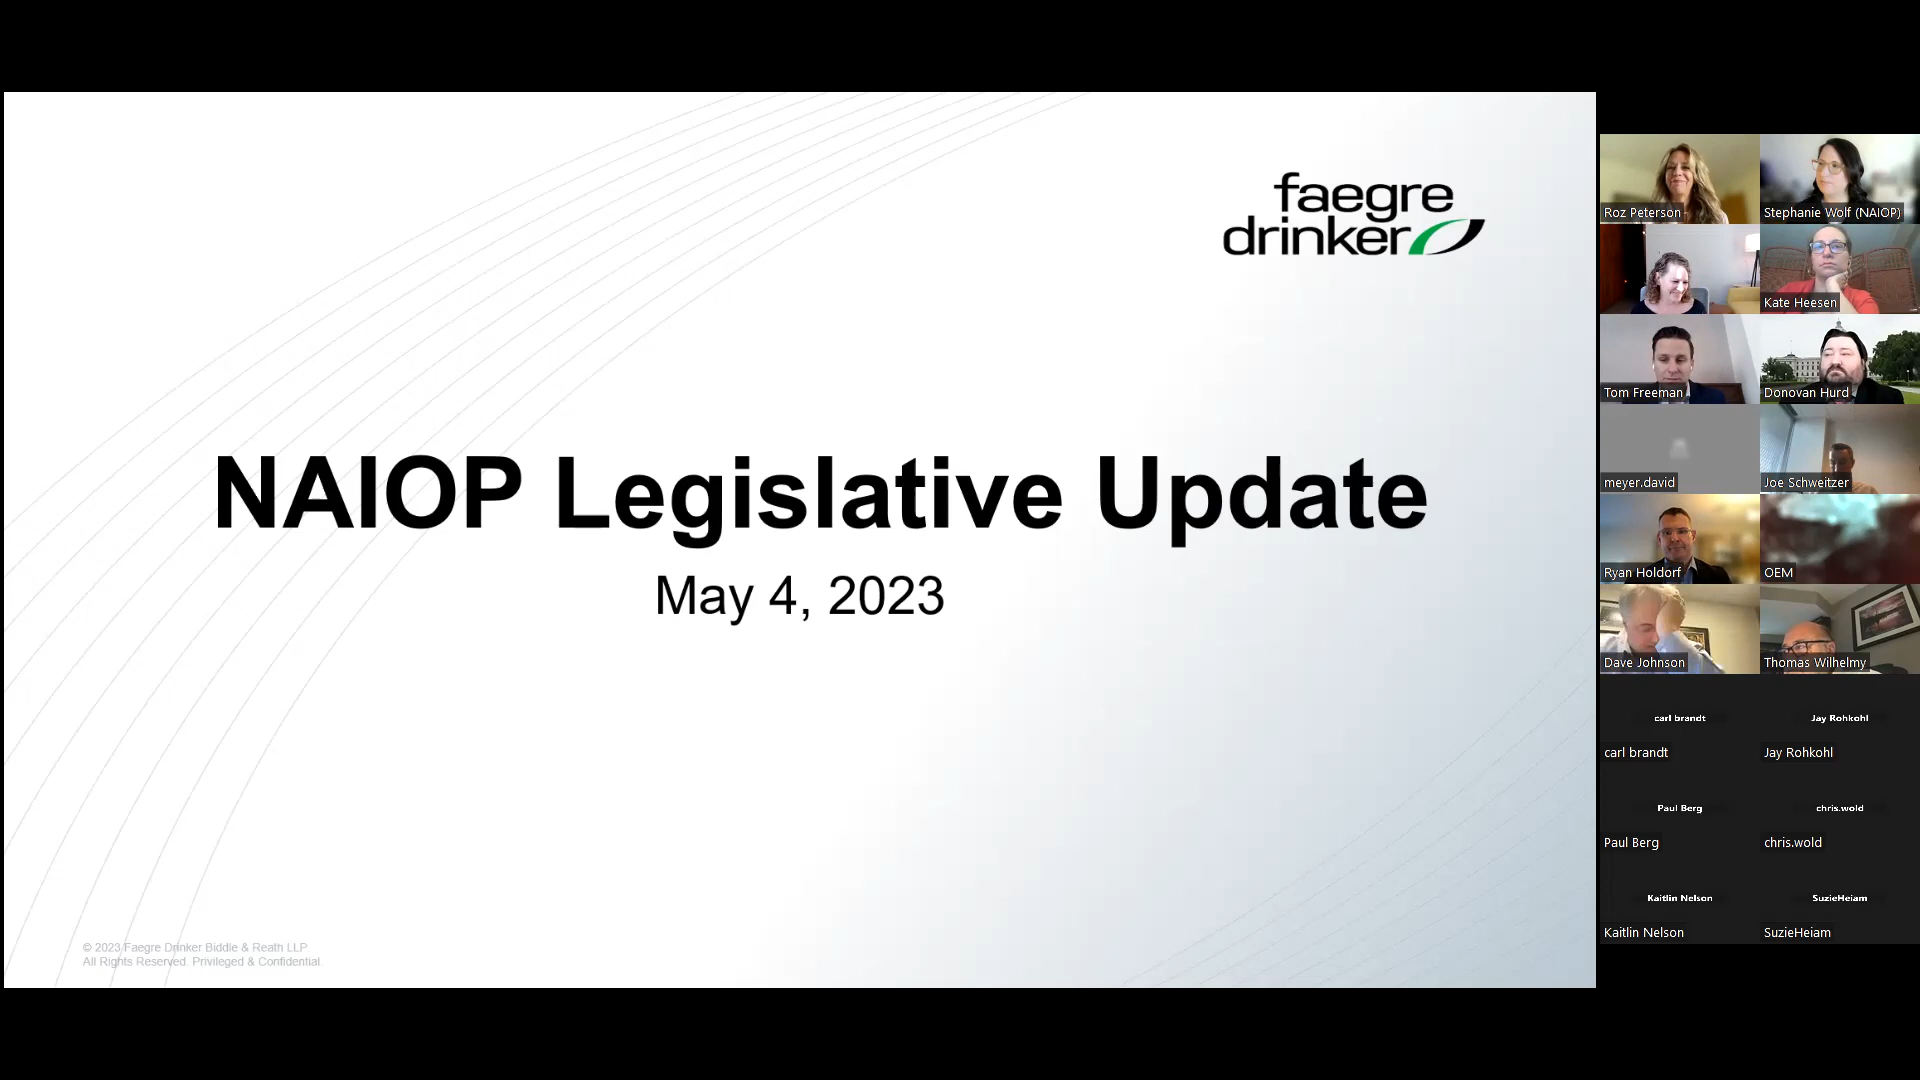 faegre
drinker
NAIOP Legislative Update
May 4, 2023
© 2023 Faegre Drinker Biddle & Reath LLP
All Rights Reserved. Privileged & Confidential.
Roz Peterson
Stephanie Wolf (NAIOP)
Kate Heesen
Tom Freeman
Donovan Hurd
meyer.david
Joe Schweitzer
Ryan Holdorf
OEM
Dave Johnson
Thomas Wilhelmy
carl brandt
Jay Rohkohl
carl brandt
Jay Rohkohl
Paul Berg
chris.wold
Paul Berg
chris.wold
Kaitlin Nelson
SuzieHeiam
Kaitlin Nelson
SuzieHeiam